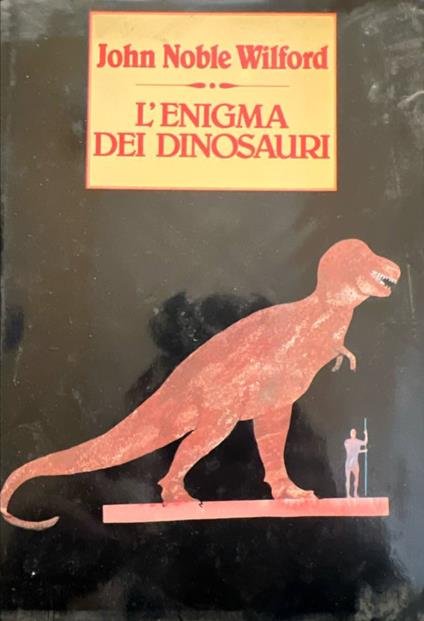 John Noble Wilford
L'ENIGMA
DEI DINOSAURI